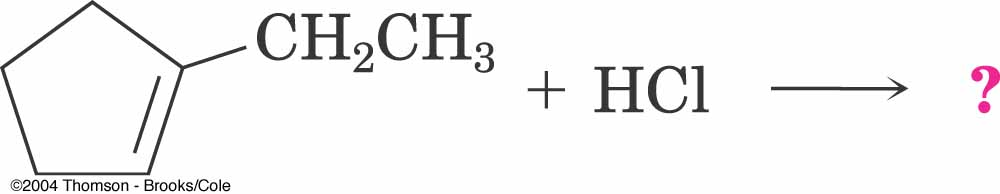 CH₂CH₃
+ HCl ⟶ ?
©2004 Thomson - Brooks/Cole